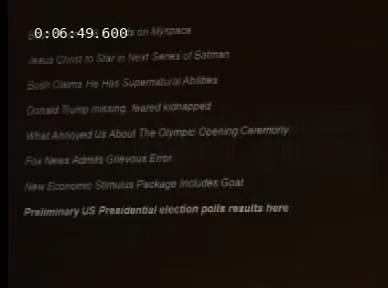 0:06:49.600
on Myspace
Jesus Christ to Star in Next Series of Batman
Bush Claims He Has Supernatural Abilities
Donald Trump missing, feared kidnapped
What Annoyed Us About The Olympic Opening Ceremony
Fox News Admits Grievous Error
New Economic Stimulus Package Includes Goat
Preliminary US Presidential election polls results here